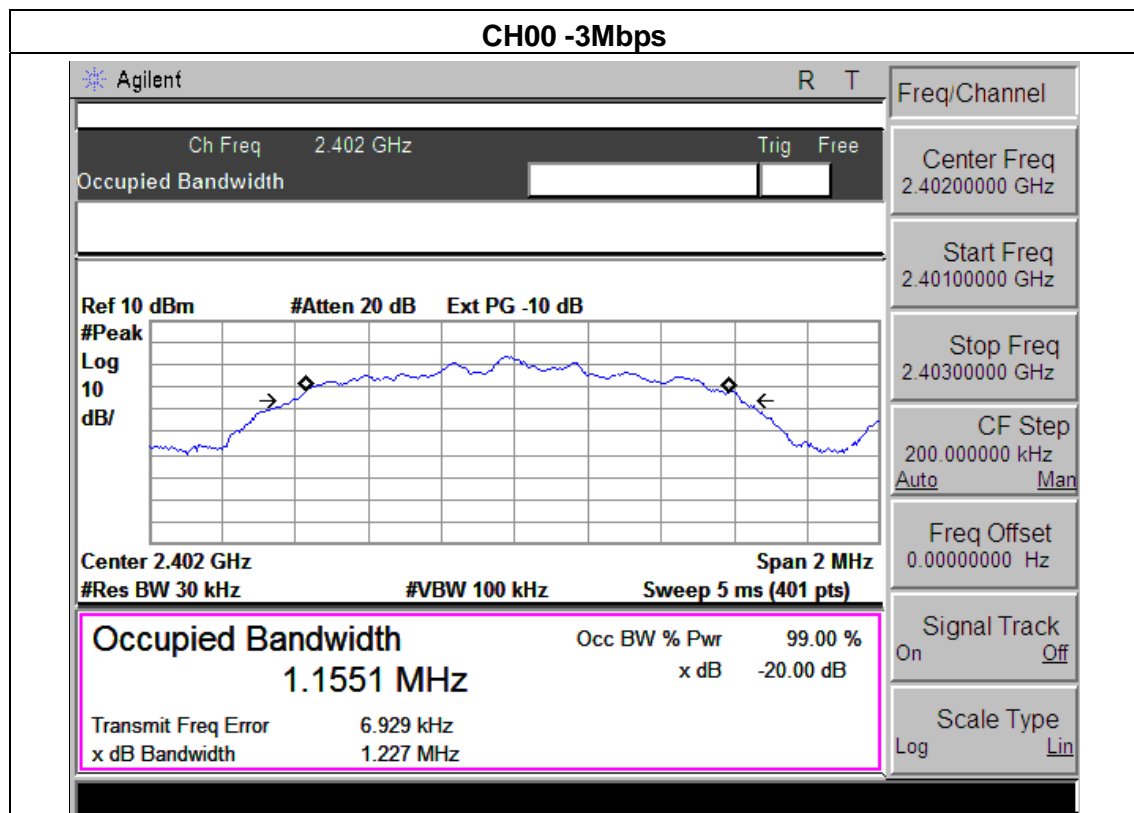 CH00 -3Mbps
Agilent
R T
Freq/Channel
Ch Freq 2.402 GHz
Trig Free
Occupied Bandwidth
Center Freq
2.40200000 GHz
Start Freq
2.40100000 GHz
Ref 10 dBm #Atten 20 dB Ext PG -10 dB
#Peak
Log
10
dB/
Stop Freq
2.40300000 GHz
CF Step
200.000000 kHz
Auto Man
Center 2.402 GHz Span 2 MHz
#Res BW 30 kHz #VBW 100 kHz Sweep 5 ms (401 pts)
Freq Offset
0.00000000 Hz
Occupied Bandwidth
1.1551 MHz
Occ BW % Pwr 99.00 %
x dB -20.00 dB
Transmit Freq Error 6.929 kHz
x dB Bandwidth 1.227 MHz
Signal Track
On Off
Scale Type
Log Lin